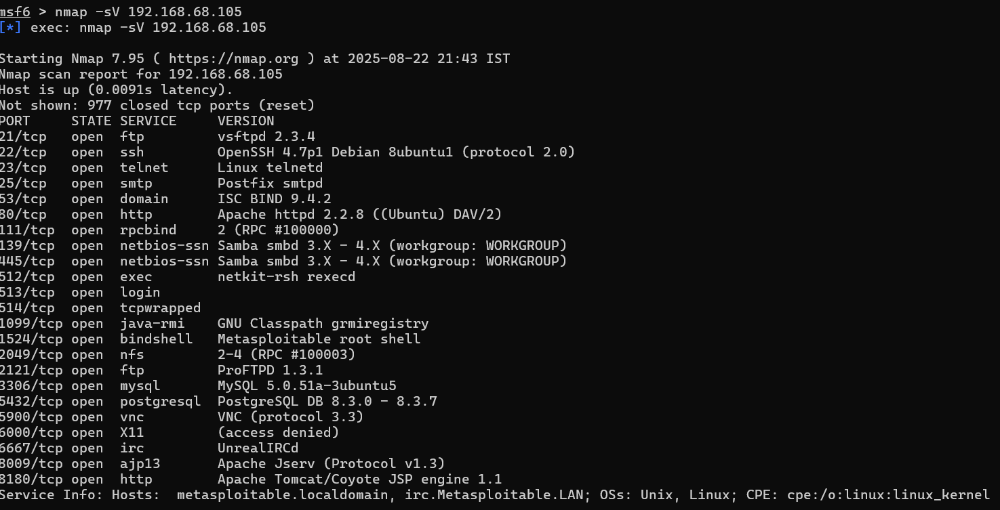 msf6 > nmap -sV 192.168.68.105
[*] exec: nmap -sV 192.168.68.105
Starting Nmap 7.95 ( https://nmap.org ) at 2025-08-22 21:43 IST
Nmap scan report for 192.168.68.105
Host is up (0.0091s latency).
Not shown: 977 closed tcp ports (reset)
PORT     STATE SERVICE     VERSION
21/tcp   open  ftp         vsftpd 2.3.4
22/tcp   open  ssh         OpenSSH 4.7p1 Debian 8ubuntu1 (protocol 2.0)
23/tcp   open  telnet      Linux telnetd
25/tcp   open  smtp        Postfix smtpd
53/tcp   open  domain      ISC BIND 9.4.2
80/tcp   open  http        Apache httpd 2.2.8 ((Ubuntu) DAV/2)
111/tcp  open  rpcbind     2 (RPC #100000)
139/tcp  open  netbios-ssn Samba smbd 3.X - 4.X (workgroup: WORKGROUP)
445/tcp  open  netbios-ssn Samba smbd 3.X - 4.X (workgroup: WORKGROUP)
512/tcp  open  exec        netkit-rsh rexecd
513/tcp  open  login
514/tcp  open  tcpwrapped
1099/tcp open  java-rmi    GNU Classpath grmiregistry
1524/tcp open  bindshell   Metasploitable root shell
2049/tcp open  nfs         2-4 (RPC #100003)
2121/tcp open  ftp         ProFTPD 1.3.1
3306/tcp open  mysql       MySQL 5.0.51a-3ubuntu5
5432/tcp open  postgresql  PostgreSQL DB 8.3.0 - 8.3.7
5900/tcp open  vnc         VNC (protocol 3.3)
6000/tcp open  X11         (access denied)
6667/tcp open  irc         UnrealIRCd
8009/tcp open  ajp13       Apache Jserv (Protocol v1.3)
8180/tcp open  http        Apache Tomcat/Coyote JSP engine 1.1
Service Info: Hosts:  metasploitable.localdomain, irc.Metasploitable.LAN; OSs: Unix, Linux; CPE: cpe:/o:linux:linux_kernel